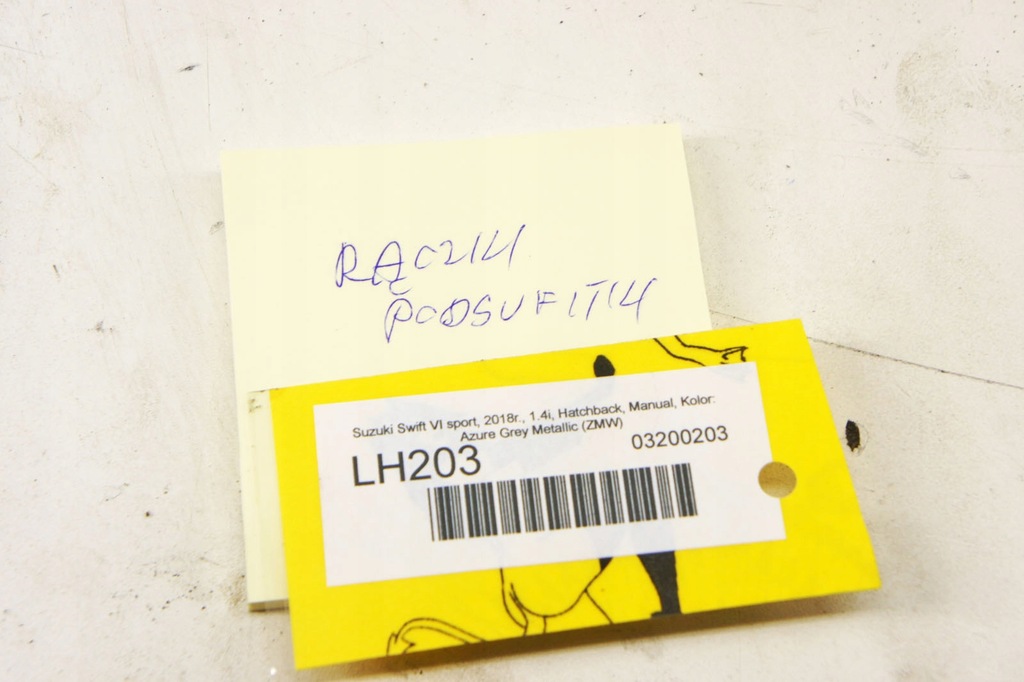 RĄCZKI
PODSUFITKI
Suzuki Swift VI sport, 2018r., 1.4i, Hatchback, Manual, Kolor:
Azure Grey Metallic (ZMW)
LH203 03200203